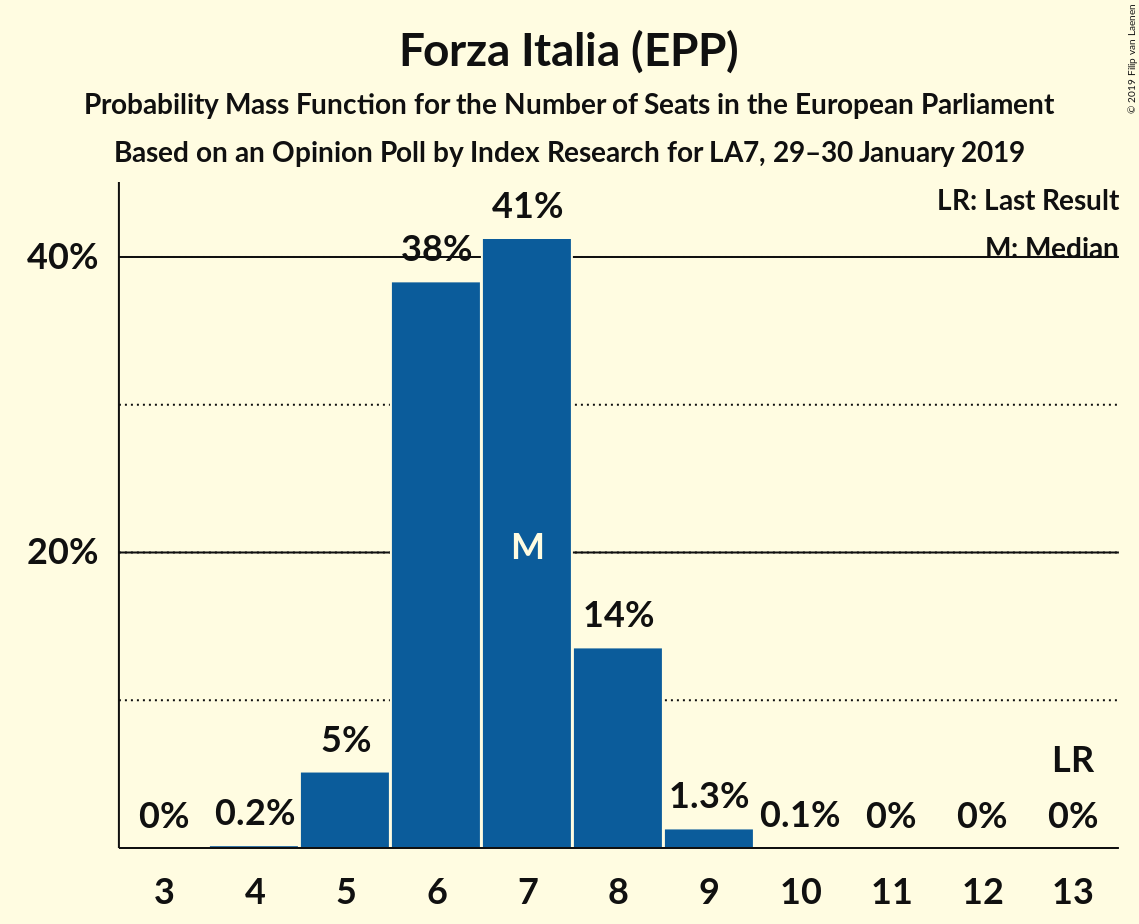 Forza Italia (EPP)
Probability Mass Function for the Number of Seats in the European Parliament
Based on an Opinion Poll by Index Research for LA7, 29–30 January 2019
© 2019 Filip van Laenen
LR: Last Result
M: Median
40%
20%
0%
0.2%
5%
38%
41%
M
14%
1.3%
0.1%
0%
0%
LR
0%
3 4 5 6 7 8 9 10 11 12 13